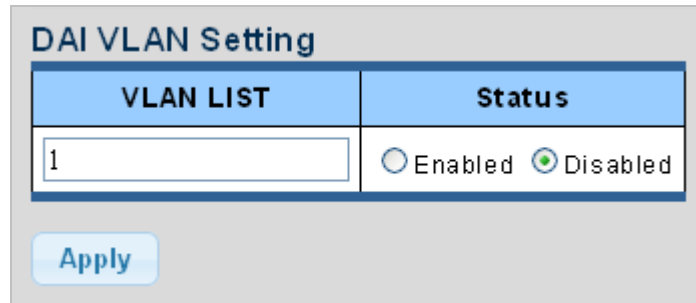 DAI VLAN Setting
VLAN LIST Status
1 Enabled Disabled
Apply